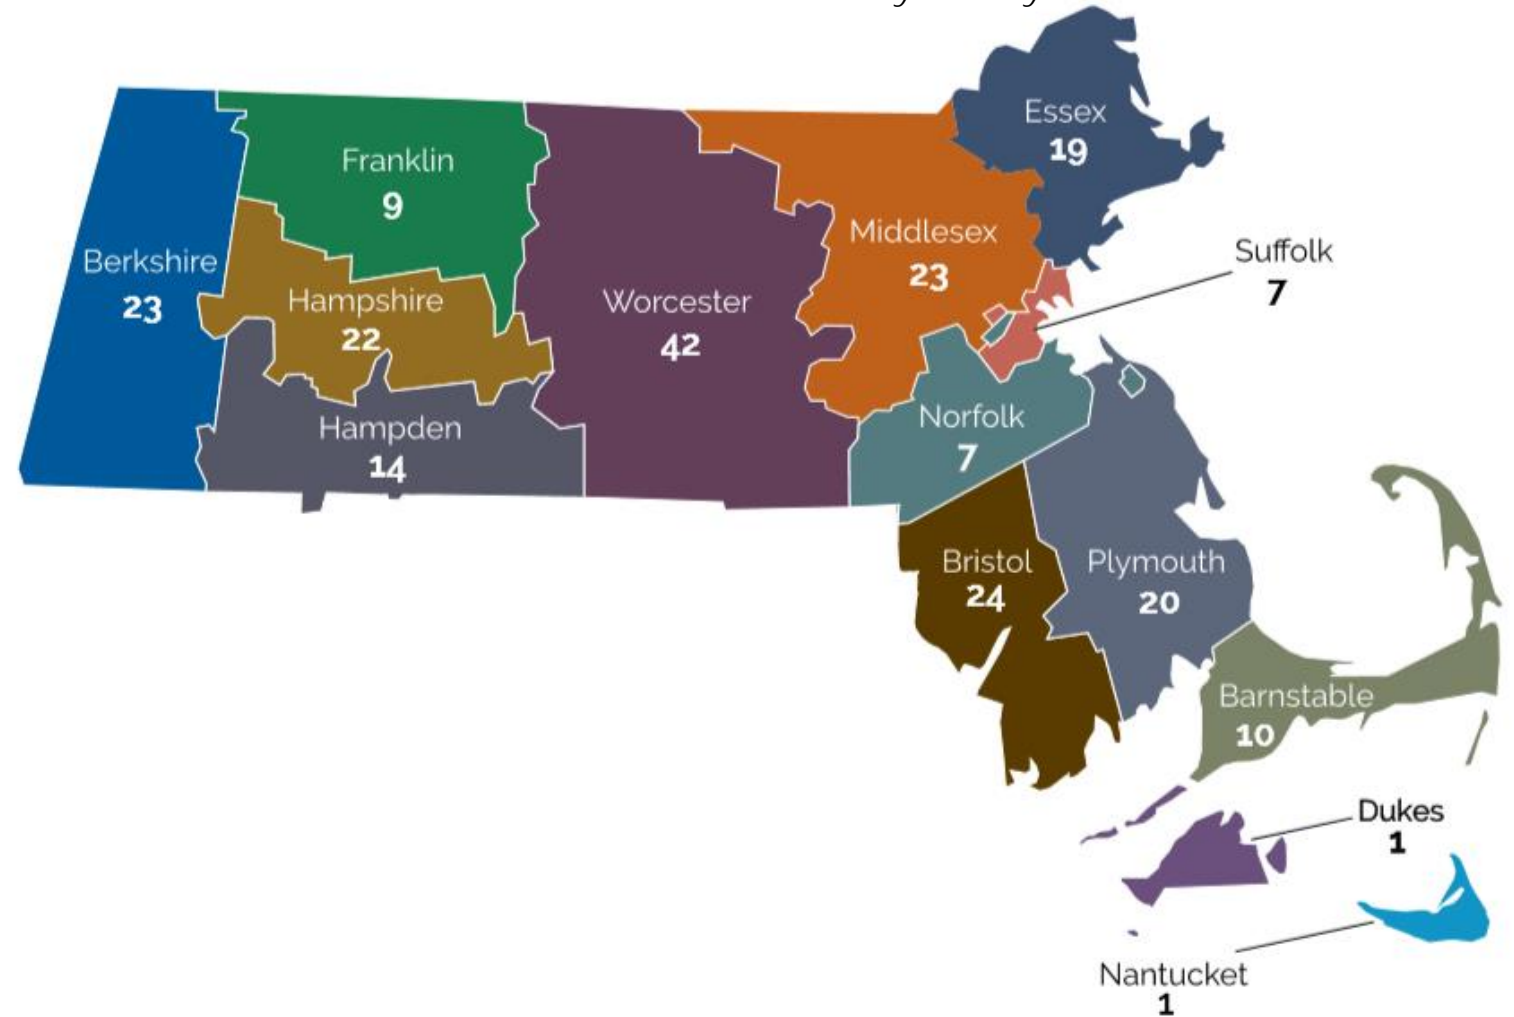 Essex
19
Franklin
9
Middlesex
23
Suffolk
7
Berkshire
23
Hampshire
22
Worcester
42
Norfolk
7
Hampden
14
Bristol
24
Plymouth
20
Barnstable
10
Dukes
1
Nantucket
1